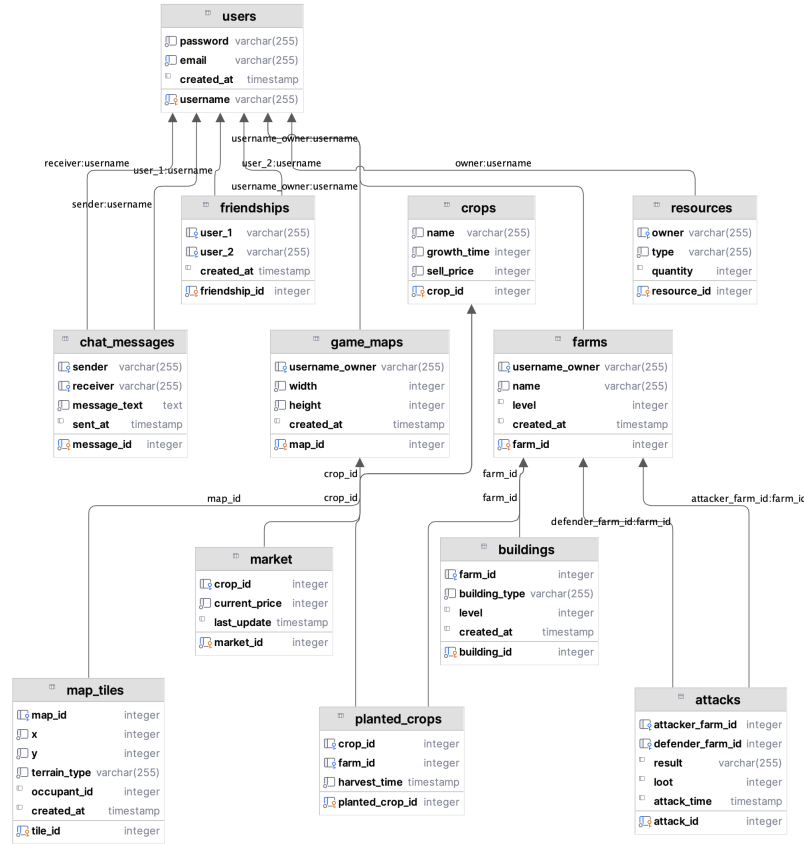 users
password varchar(255)
email varchar(255)
created_at timestamp
username varchar(255)
username_owner:username
receiver:username
user_1:username
user_2:username
owner:username
username_owner:username
sender:username
friendships
user_1 varchar(255)
user_2 varchar(255)
created_at timestamp
friendship_id integer
crops
name varchar(255)
growth_time integer
sell_price integer
crop_id integer
resources
owner varchar(255)
type varchar(255)
quantity integer
resource_id integer
chat_messages
sender varchar(255)
receiver varchar(255)
message_text text
sent_at timestamp
message_id integer
game_maps
username_owner varchar(255)
width integer
height integer
created_at timestamp
map_id integer
farms
username_owner varchar(255)
name varchar(255)
level integer
created_at timestamp
farm_id integer
crop_id
farm_id
map_id
crop_id
farm_id
attacker_farm_id:farm_id
defender_farm_id:farm_id
market
crop_id integer
current_price integer
last_update timestamp
market_id integer
buildings
farm_id integer
building_type varchar(255)
level integer
created_at timestamp
building_id integer
map_tiles
map_id integer
x integer
y integer
terrain_type varchar(255)
occupant_id integer
created_at timestamp
tile_id integer
planted_crops
crop_id integer
farm_id integer
harvest_time timestamp
planted_crop_id integer
attacks
attacker_farm_id integer
defender_farm_id integer
result varchar(255)
loot integer
attack_time timestamp
attack_id integer